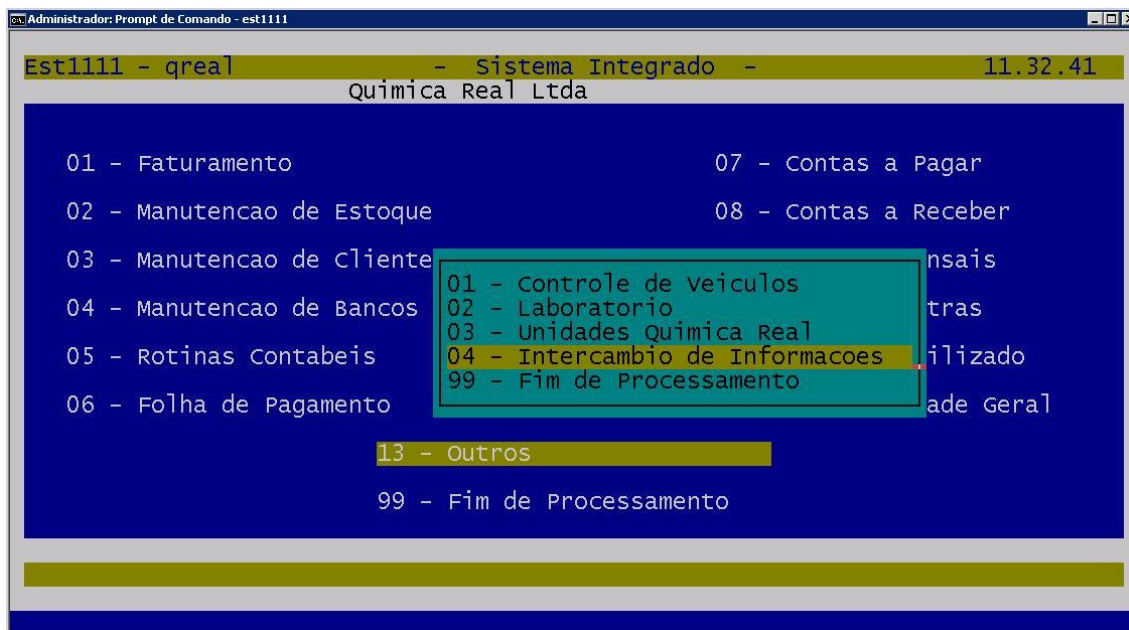 Administrador: Prompt de Comando - est1111
Est1111 - qreal - Sistema Integrado - 11.32.41
Quimica Real Ltda
01 - Faturamento 07 - Contas a Pagar
02 - Manutencao de Estoque 08 - Contas a Receber
03 - Manutencao de Cliente nsais
01 - Controle de Veiculos
04 - Manutencao de Bancos 02 - Laboratorio tras
03 - Unidades Quimica Real
05 - Rotinas Contabeis 04 - Intercambio de Informacoes ilizado
99 - Fim de Processamento
06 - Folha de Pagamento ade Geral
13 - Outros
99 - Fim de Processamento